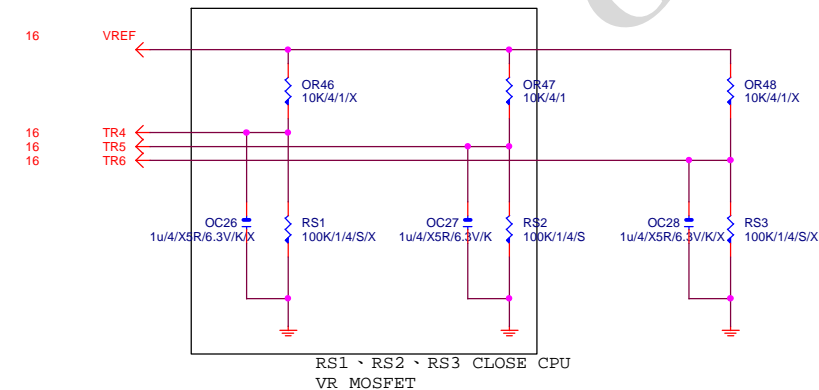 16 VREF
OR46
10K/4/1/X
OR47
10K/4/1
OR48
10K/4/1/X
16 TR4
16 TR5
16 TR6
OC26
1u/4/X5R/6.3V/K/X
RS1
100K/1/4/S/X
OC27
1u/4/X5R/6.3V/K
RS2
100K/1/4/S
OC28
1u/4/X5R/6.3V/K/X
RS3
100K/1/4/S/X
RS1、RS2、RS3 CLOSE CPU
VR MOSFET